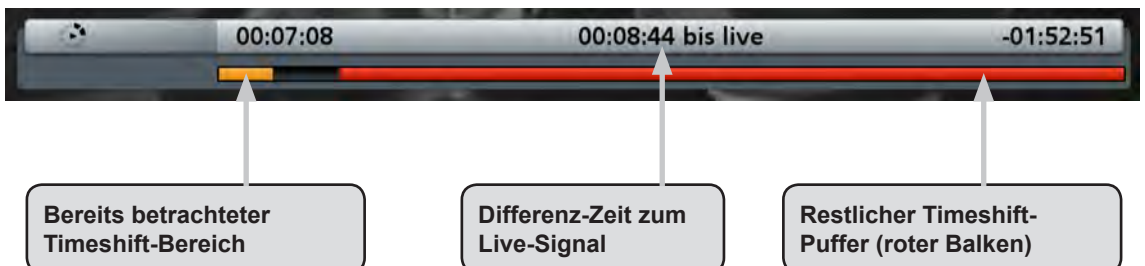 00:07:08 00:08:44 bis live -01:52:51
Bereits betrachteter
Timeshift-Bereich
Differenz-Zeit zum
Live-Signal
Restlicher Timeshift-
Puffer (roter Balken)